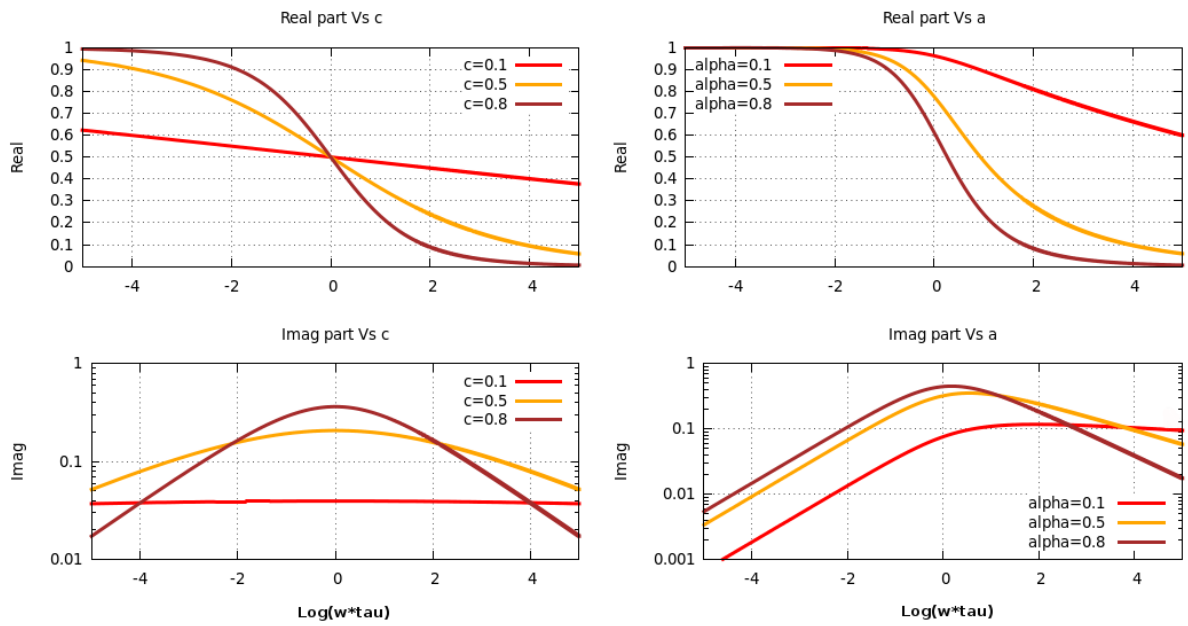 Real part Vs c
1
0.9
0.8
0.7
0.6
0.5
0.4
0.3
0.2
0.1
0
Real
c=0.1
c=0.5
c=0.8
-4 -2 0 2 4
Real part Vs a
1
0.9
0.8
0.7
0.6
0.5
0.4
0.3
0.2
0.1
0
Real
alpha=0.1
alpha=0.5
alpha=0.8
-4 -2 0 2 4
Imag part Vs c
1
0.1
0.01
Imag
c=0.1
c=0.5
c=0.8
-4 -2 0 2 4
Log(w*tau)
Imag part Vs a
1
0.1
0.01
0.001
Imag
alpha=0.1
alpha=0.5
alpha=0.8
-4 -2 0 2 4
Log(w*tau)